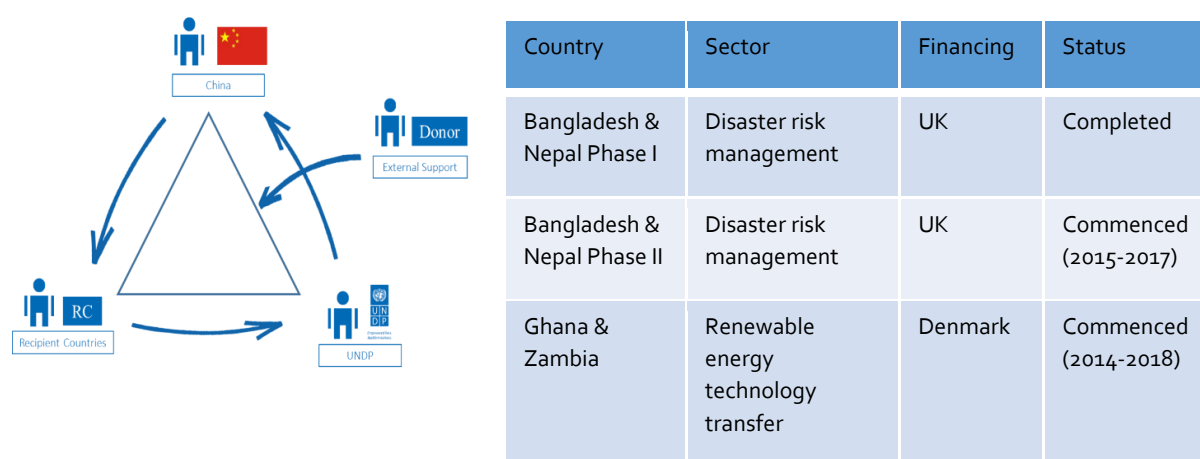 China
Donor
External Support
RC
Recipient Countries
U N
D P
UNDP
Country Sector Financing Status
Bangladesh & Disaster risk UK Completed
Nepal Phase I management
Bangladesh & Disaster risk UK Commenced
Nepal Phase II management (2015-2017)
Ghana & Renewable Denmark Commenced
Zambia energy (2014-2018)
technology
transfer